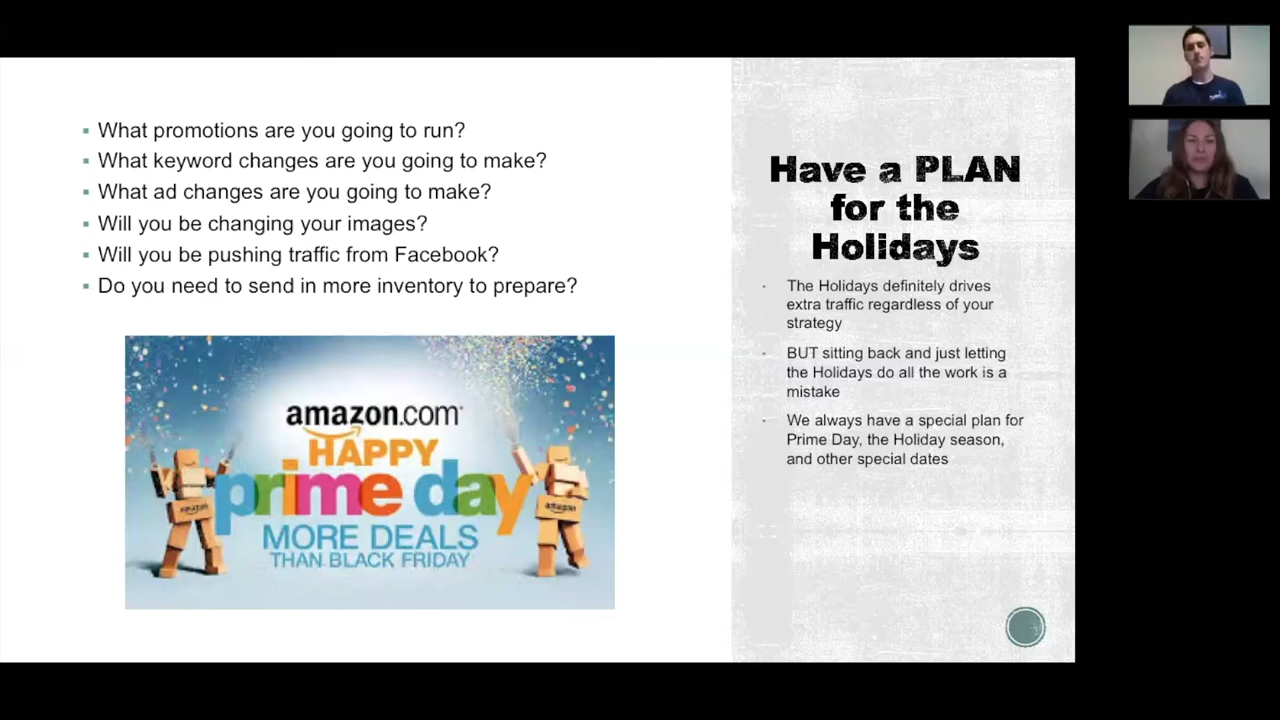 What promotions are you going to run?
What keyword changes are you going to make?
What ad changes are you going to make?
Will you be changing your images?
Will you be pushing traffic from Facebook?
Do you need to send in more inventory to prepare?
amazon.com
HAPPY
prime day
amazon
amazon
MORE DEALS
THAN BLACK FRIDAY
Have a PLAN
for the
Holidays
The Holidays definitely drives
extra traffic regardless of your
strategy
BUT sitting back and just letting
the Holidays do all the work is a
mistake
We always have a special plan for
Prime Day, the Holiday season,
and other special dates